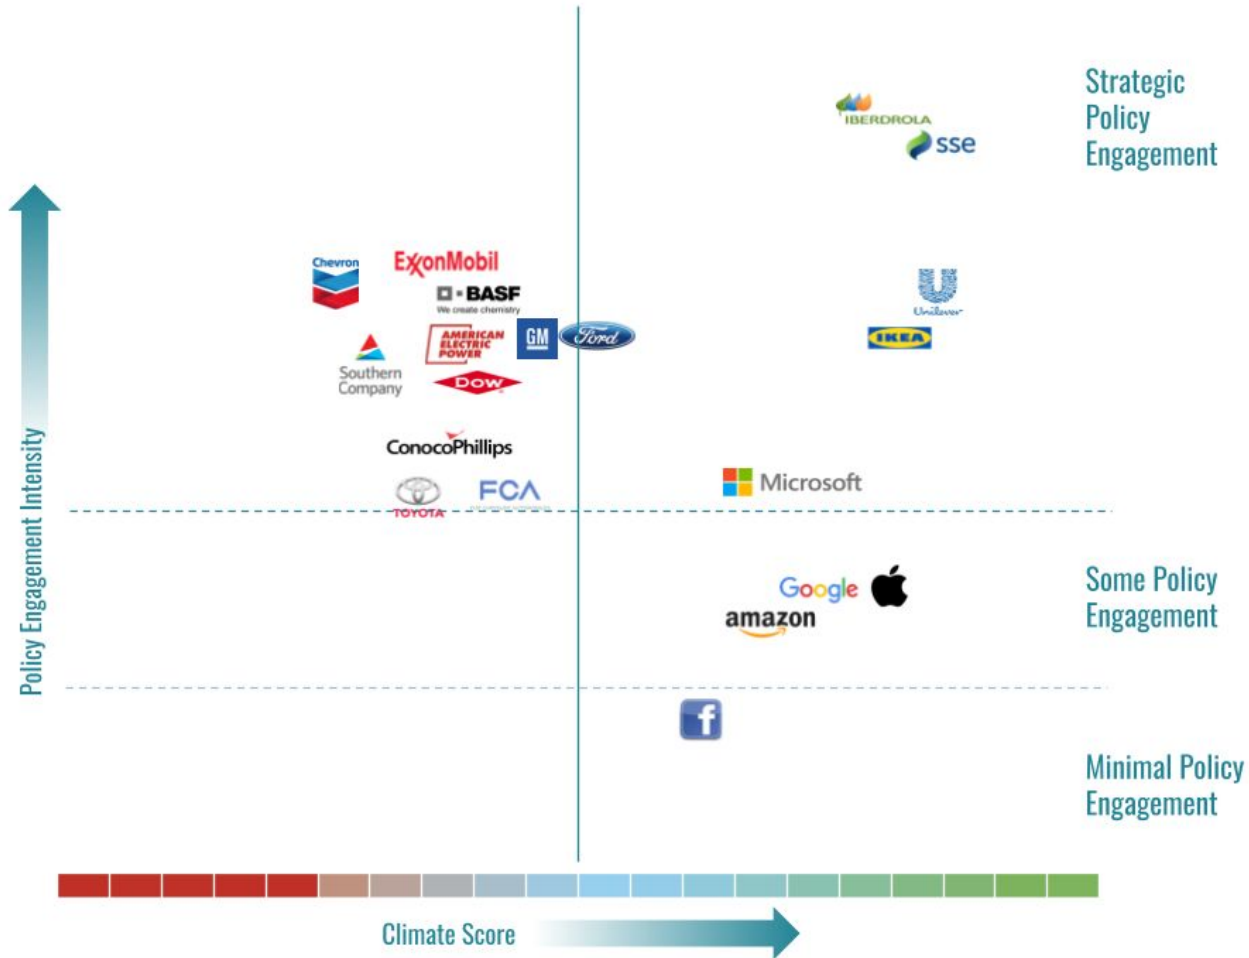 Strategic
Policy
Engagement
IBERDROLA
sse
Chevron
ExxonMobil
BASF
We create chemistry
Unilever
AMERICAN
ELECTRIC
POWER
GM
Ford
IKEA
Southern
Company
Dow
ConocoPhillips
TOYOTA
FCA
Microsoft
Policy Engagement Intensity
Google
amazon
Some Policy
Engagement
f
Minimal Policy
Engagement
Climate Score